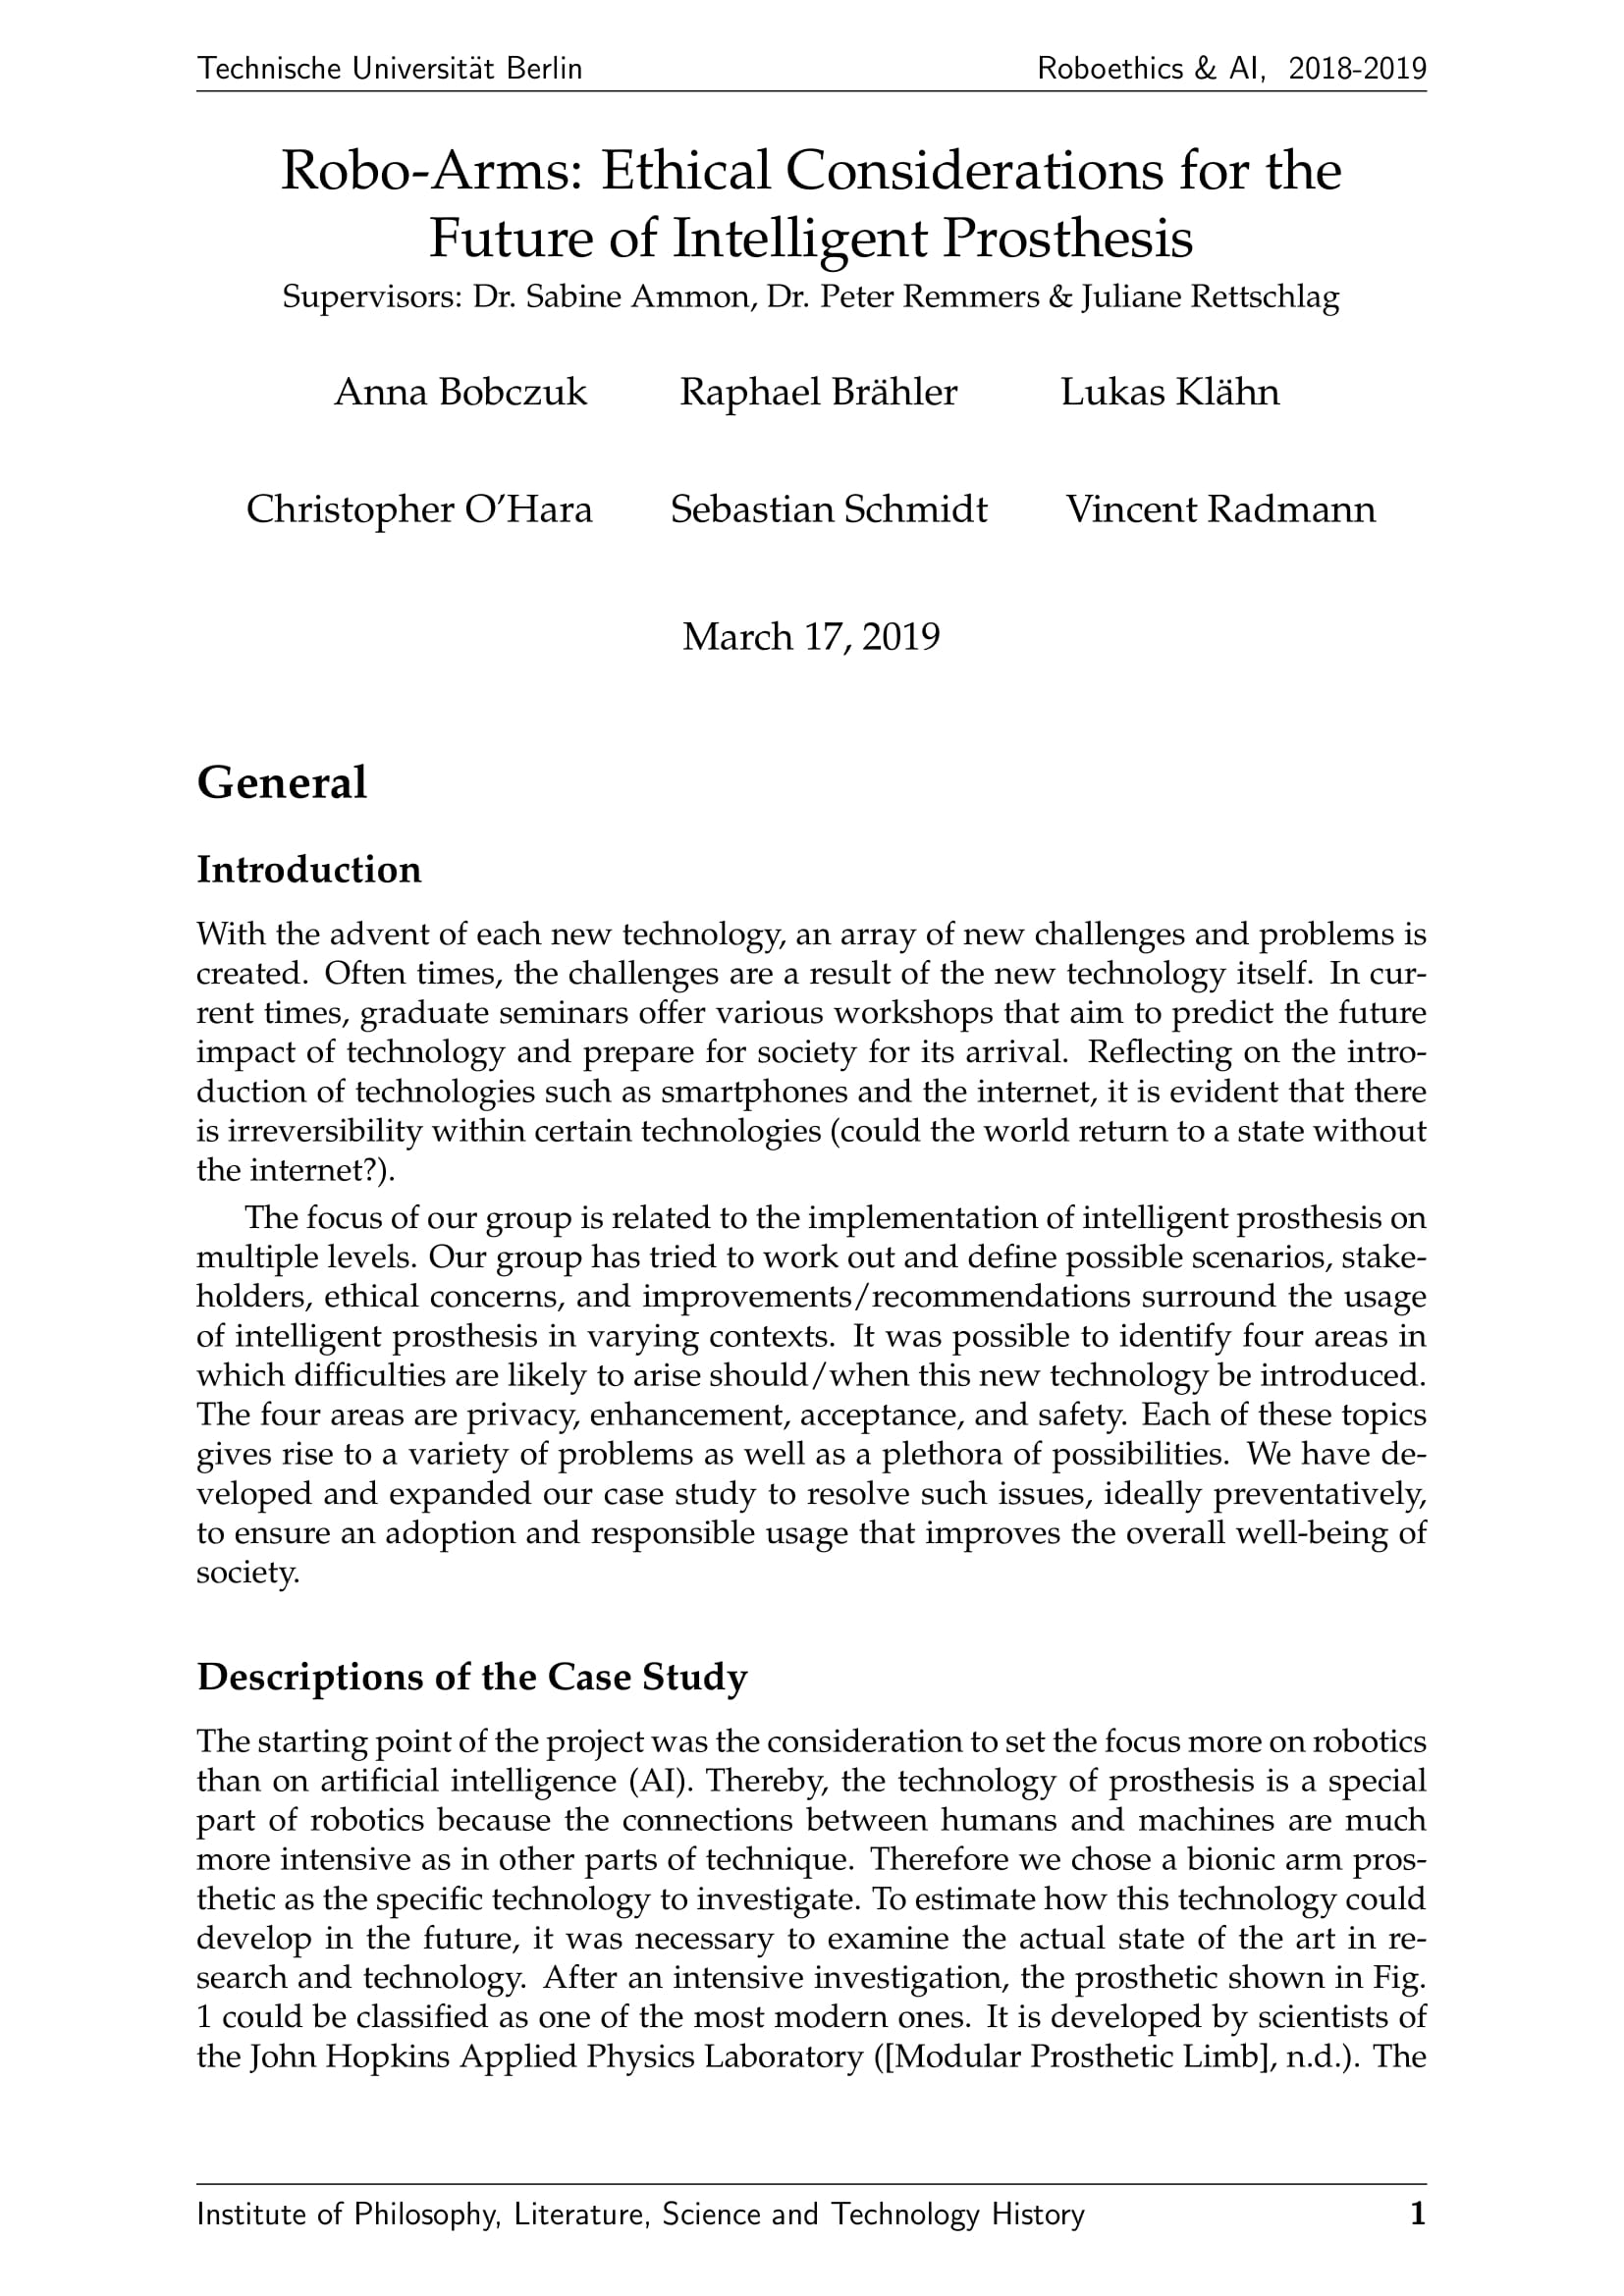 Technische Universität Berlin Roboethics & AI, 2018-2019
Robo-Arms: Ethical Considerations for the
Future of Intelligent Prosthesis
Supervisors: Dr. Sabine Ammon, Dr. Peter Remmers & Juliane Rettschlag
Anna Bobczuk Raphael Brähler Lukas Klähn
Christopher O'Hara Sebastian Schmidt Vincent Radmann
March 17, 2019
General
Introduction
With the advent of each new technology, an array of new challenges and problems is
created. Often times, the challenges are a result of the new technology itself. In cur-
rent times, graduate seminars offer various workshops that aim to predict the future
impact of technology and prepare for society for its arrival. Reflecting on the intro-
duction of technologies such as smartphones and the internet, it is evident that there
is irreversibility within certain technologies (could the world return to a state without
the internet?).
The focus of our group is related to the implementation of intelligent prosthesis on
multiple levels. Our group has tried to work out and define possible scenarios, stake-
holders, ethical concerns, and improvements/recommendations surround the usage
of intelligent prosthesis in varying contexts. It was possible to identify four areas in
which difficulties are likely to arise should/when this new technology be introduced.
The four areas are privacy, enhancement, acceptance, and safety. Each of these topics
gives rise to a variety of problems as well as a plethora of possibilities. We have de-
veloped and expanded our case study to resolve such issues, ideally preventatively,
to ensure an adoption and responsible usage that improves the overall well-being of
society.
Descriptions of the Case Study
The starting point of the project was the consideration to set the focus more on robotics
than on artificial intelligence (AI). Thereby, the technology of prosthesis is a special
part of robotics because the connections between humans and machines are much
more intensive as in other parts of technique. Therefore we chose a bionic arm pros-
thetic as the specific technology to investigate. To estimate how this technology could
develop in the future, it was necessary to examine the actual state of the art in re-
search and technology. After an intensive investigation, the prosthetic shown in Fig.
1 could be classified as one of the most modern ones. It is developed by scientists of
the John Hopkins Applied Physics Laboratory ([Modular Prosthetic Limb], n.d.). The
Institute of Philosophy, Literature, Science and Technology History 1